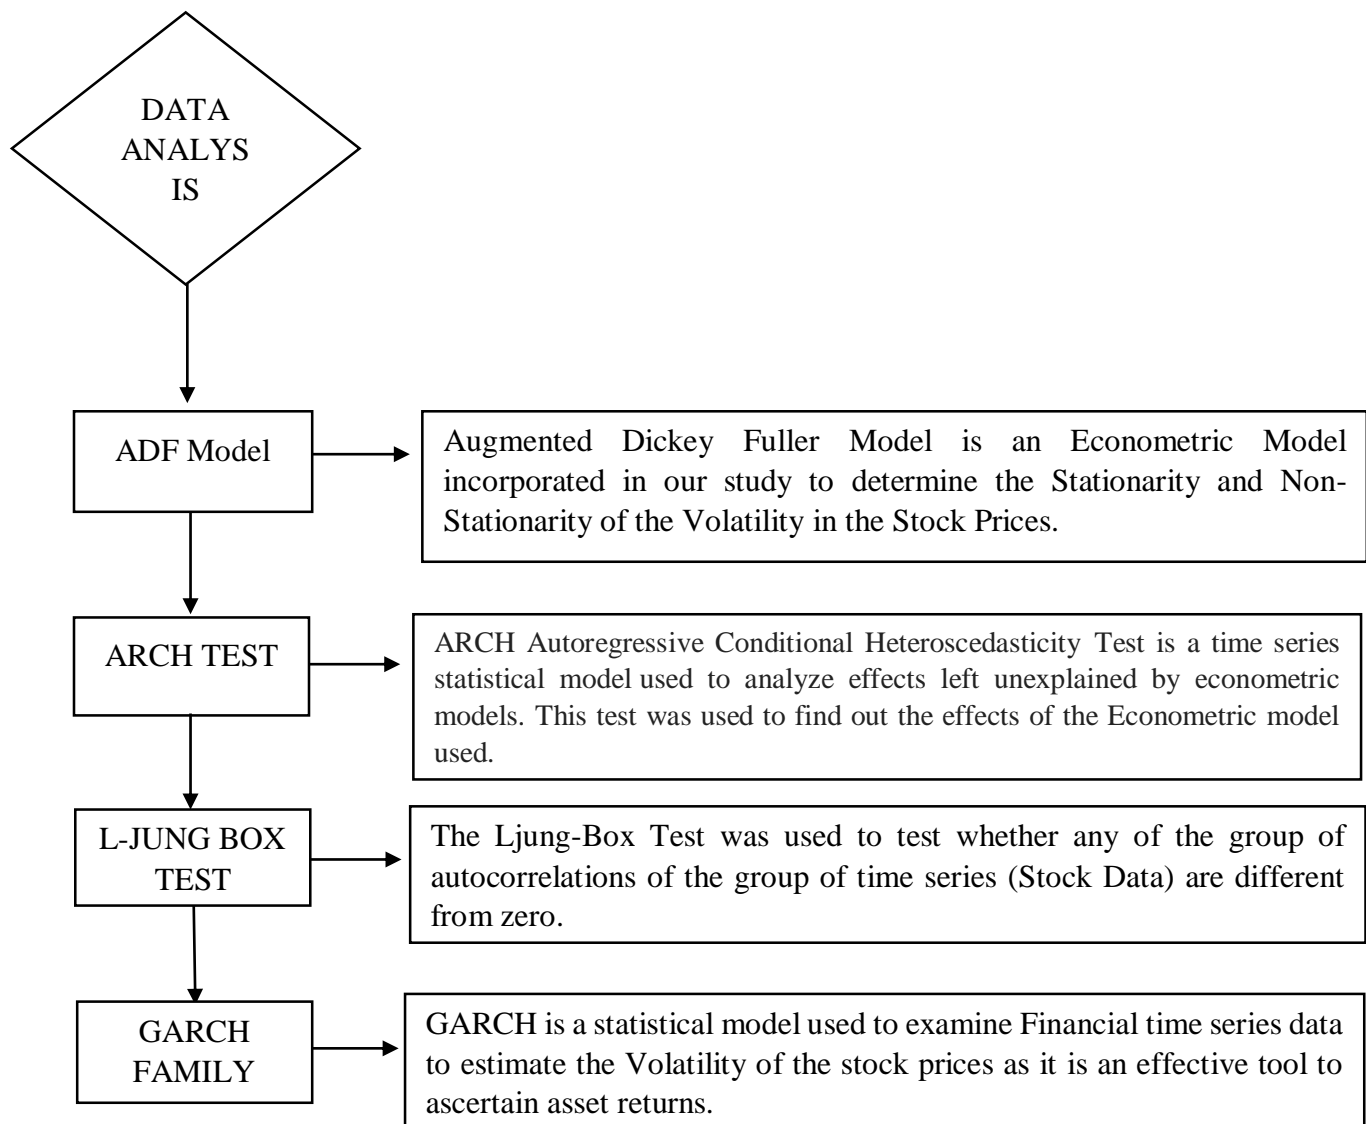 DATA
ANALYS
IS
ADF Model
Augmented Dickey Fuller Model is an Econometric Model
incorporated in our study to determine the Stationarity and Non-
Stationarity of the Volatility in the Stock Prices.
ARCH TEST
ARCH Autoregressive Conditional Heteroscedasticity Test is a time series
statistical model used to analyze effects left unexplained by econometric
models. This test was used to find out the effects of the Econometric model
used.
L-JUNG BOX
TEST
The Ljung-Box Test was used to test whether any of the group of
autocorrelations of the group of time series (Stock Data) are different
from zero.
GARCH
FAMILY
GARCH is a statistical model used to examine Financial time series data
to estimate the Volatility of the stock prices as it is an effective tool to
ascertain asset returns.